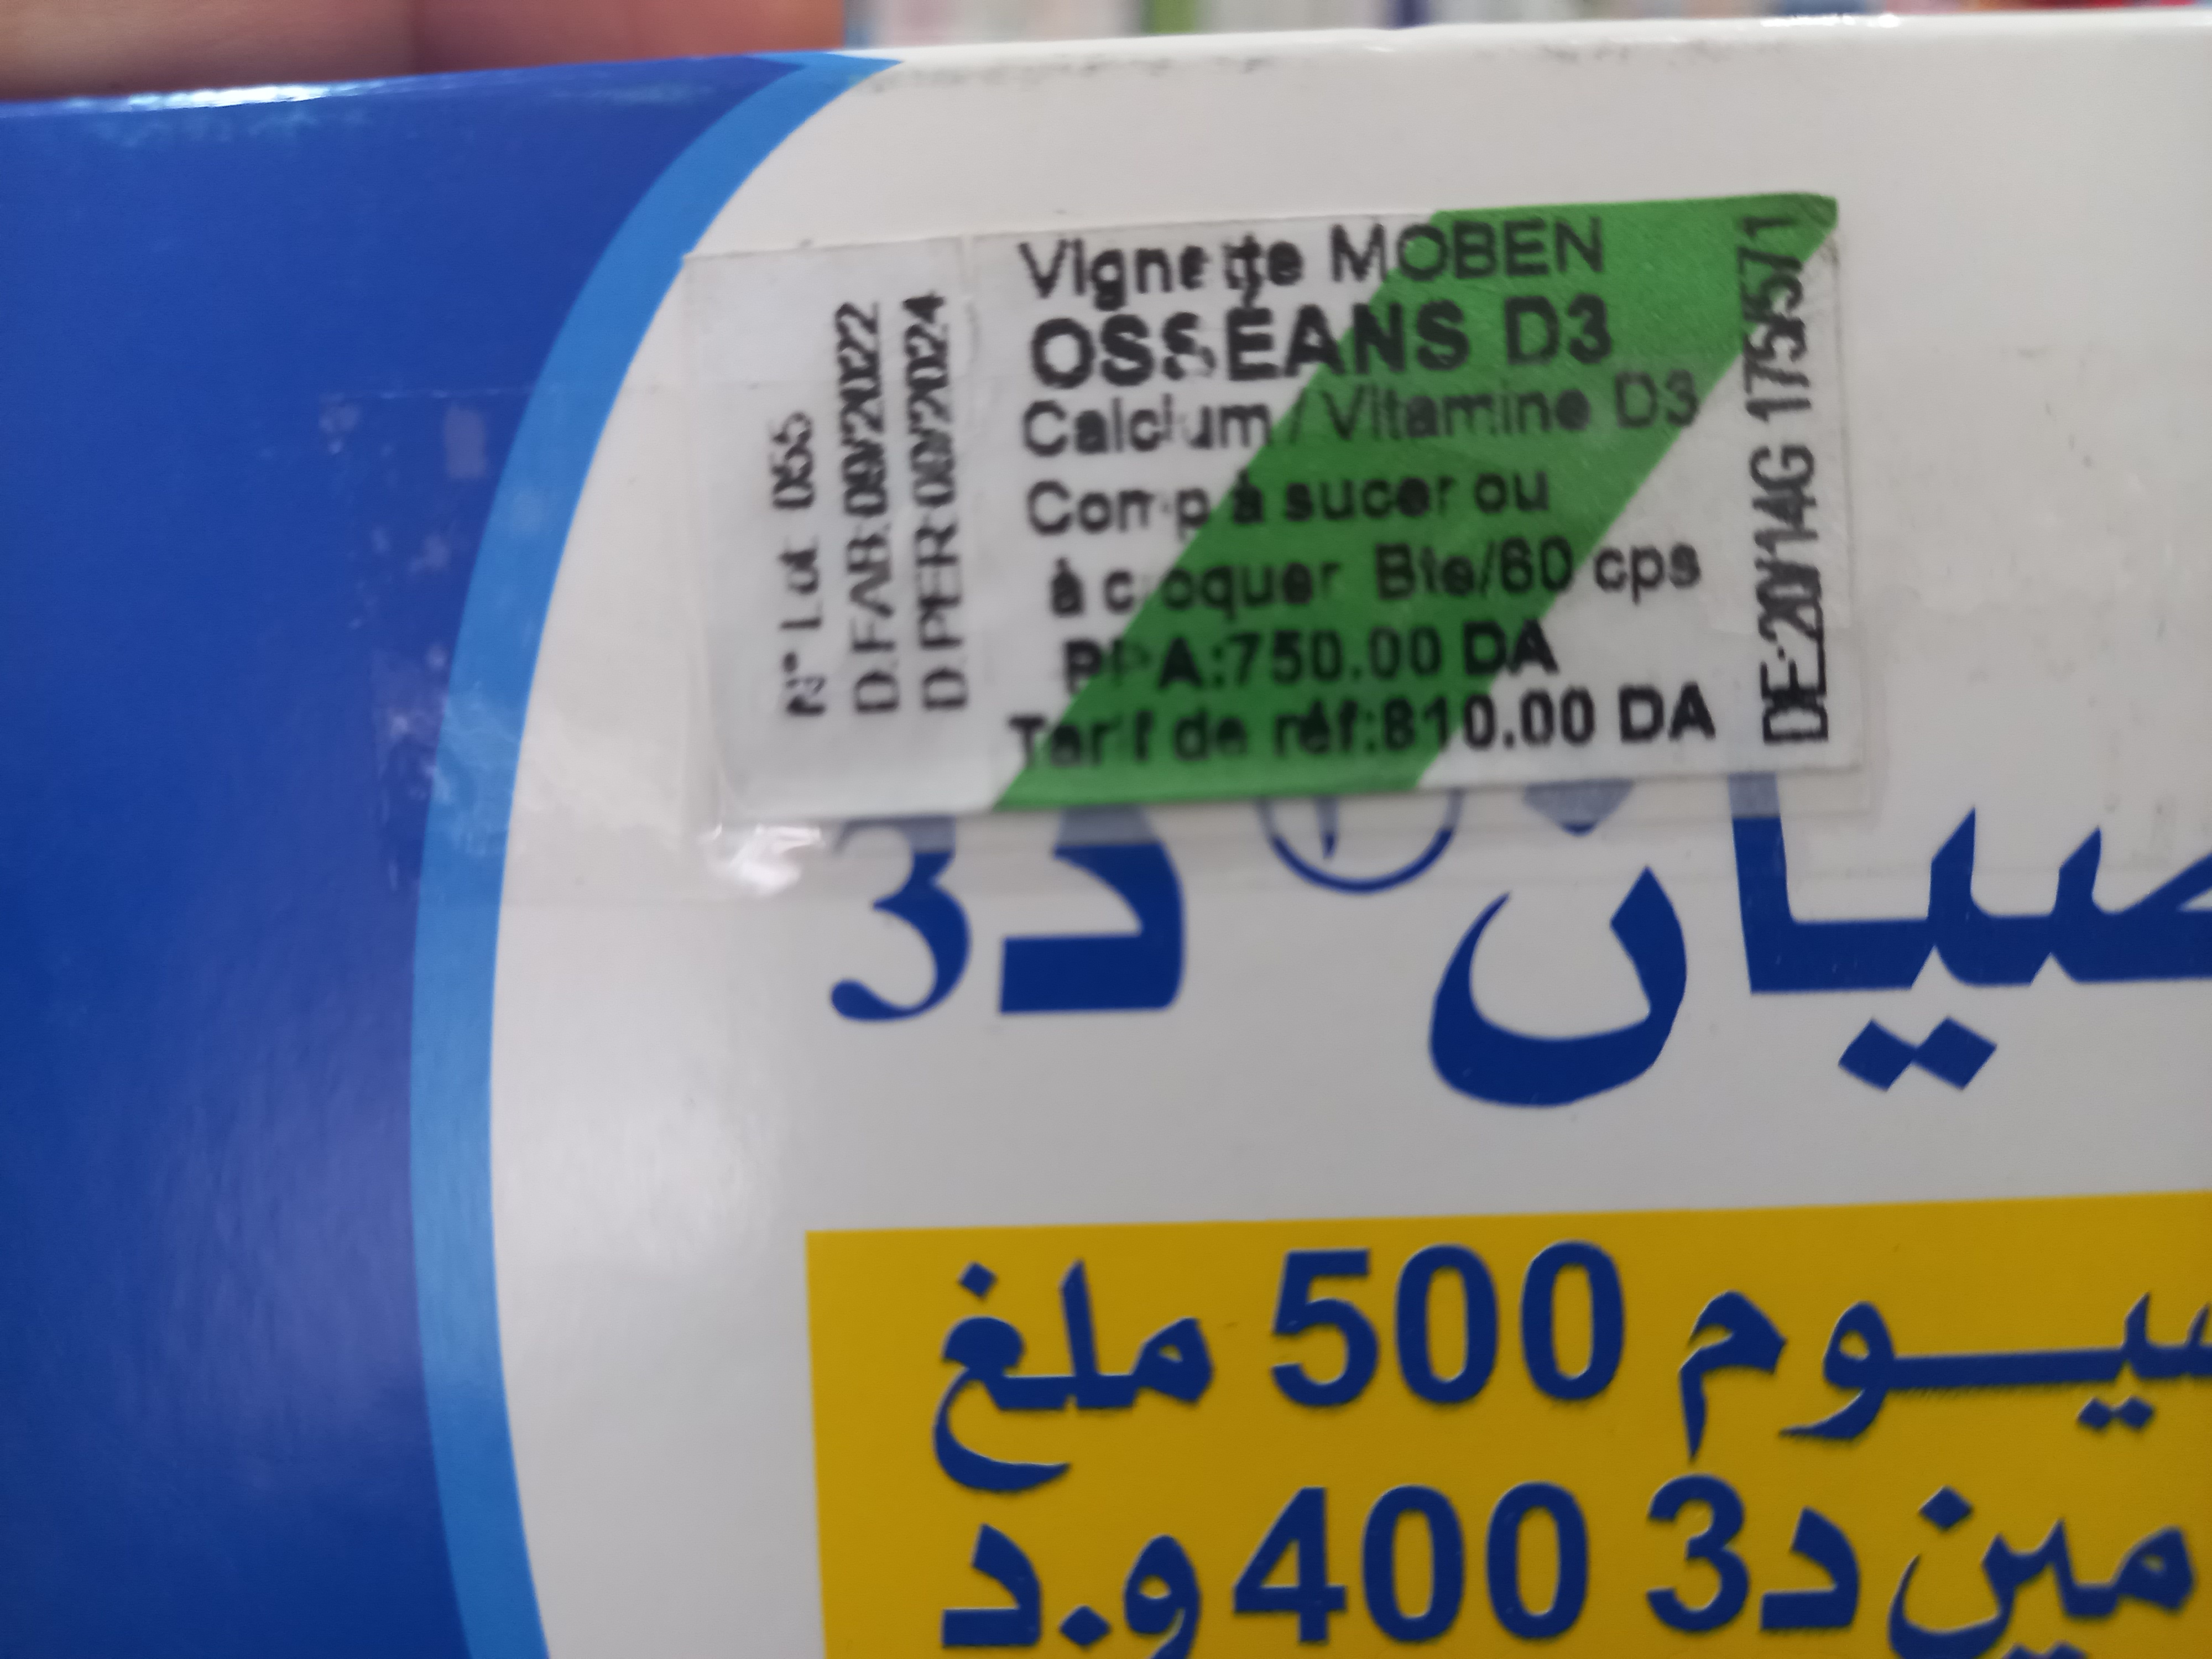 Vignette MOBEN
OSSEANS D3
Calcium / Vitamine D3
Comp à sucer ou
à croquer Bte/60 cps
PPA:750.00 DA
Tarif de réf:810.00 DA
N° Lot 055
D.FAB:09/2022
D.PER:
DE:20/14G 175/571
د3
500 ملغ
د3 400 و.د